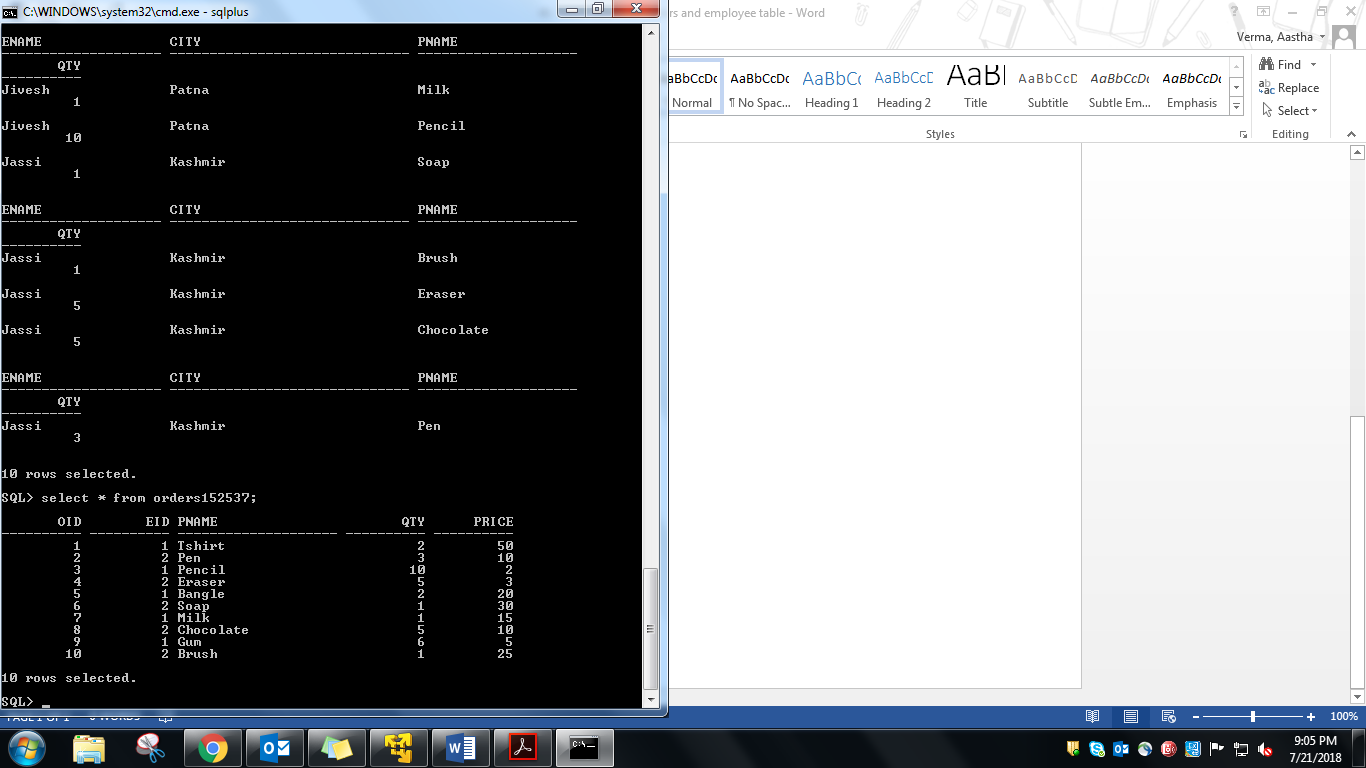 C:\WINDOWS\system32\cmd.exe - sqlplus
ENAME CITY PNAME
QTY
Jivesh Patna Milk
1
Jivesh Patna Pencil
10
Jassi Kashmir Soap
1
ENAME CITY PNAME
QTY
Jassi Kashmir Brush
1
Jassi Kashmir Eraser
5
Jassi Kashmir Chocolate
5
ENAME CITY PNAME
QTY
Jassi Kashmir Pen
3
10 rows selected.
SQL> select * from orders152537;
OID EID PNAME QTY PRICE
1 1 Tshirt 2 50
2 2 Pen 3 10
3 1 Pencil 10 2
4 2 Eraser 5 3
5 1 Bangle 2 20
6 2 Soap 1 30
7 1 Milk 1 15
8 2 Chocolate 5 10
9 1 Gum 6 5
10 2 Brush 1 25
10 rows selected.
SQL> _
rs and employee table - Word
Verma, Aastha
aBbCcDc AaBbCcDc AaBbCc AaBbCcD AaB AaBbCcD AaBbCcDc AaBbCcDc
Normal ¶ No Spac... Heading 1 Heading 2 Title Subtitle Subtle Em... Emphasis
Styles
Find
Replace
Select
Editing
100%
9:05 PM
7/21/2018